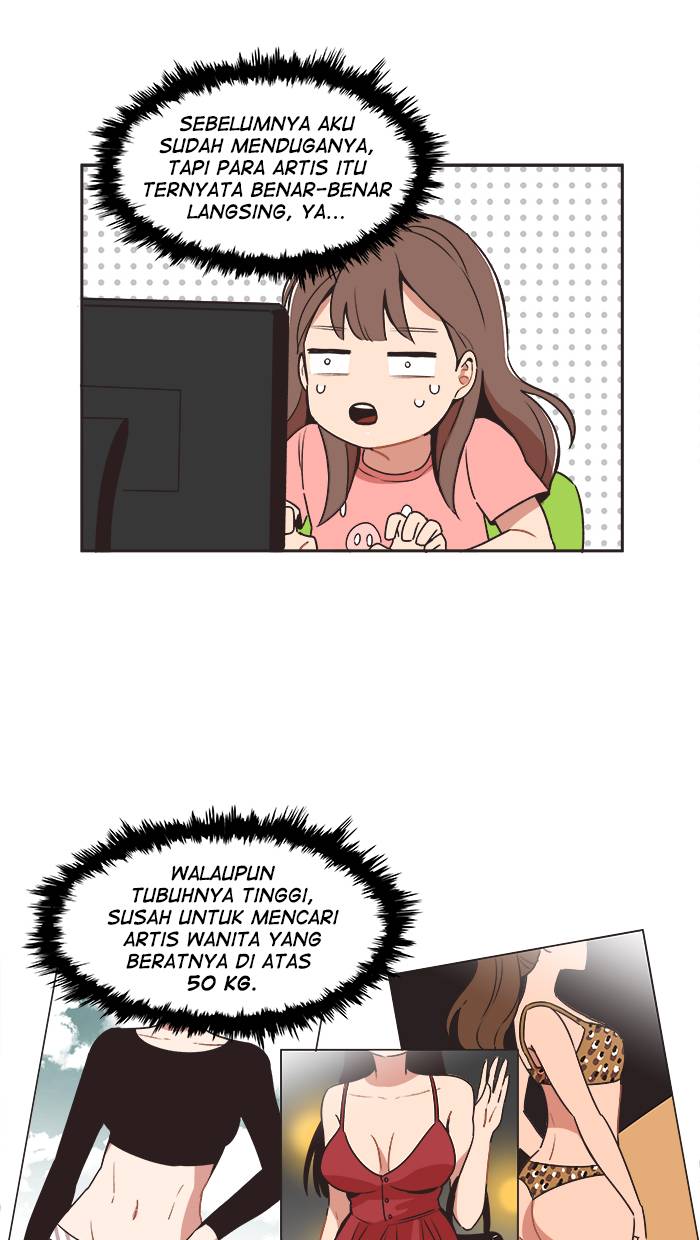 SEBELUMNYA AKU
SUDAH MENDUGANYA,
TAPI PARA ARTIS ITU
TERNYATA BENAR-BENAR
LANGSING, YA...
WALAUPUN
TUBUHNYA TINGGI,
SUSAH UNTUK MENCARI
ARTIS WANITA YANG
BERATNYA DI ATAS
50 KG.